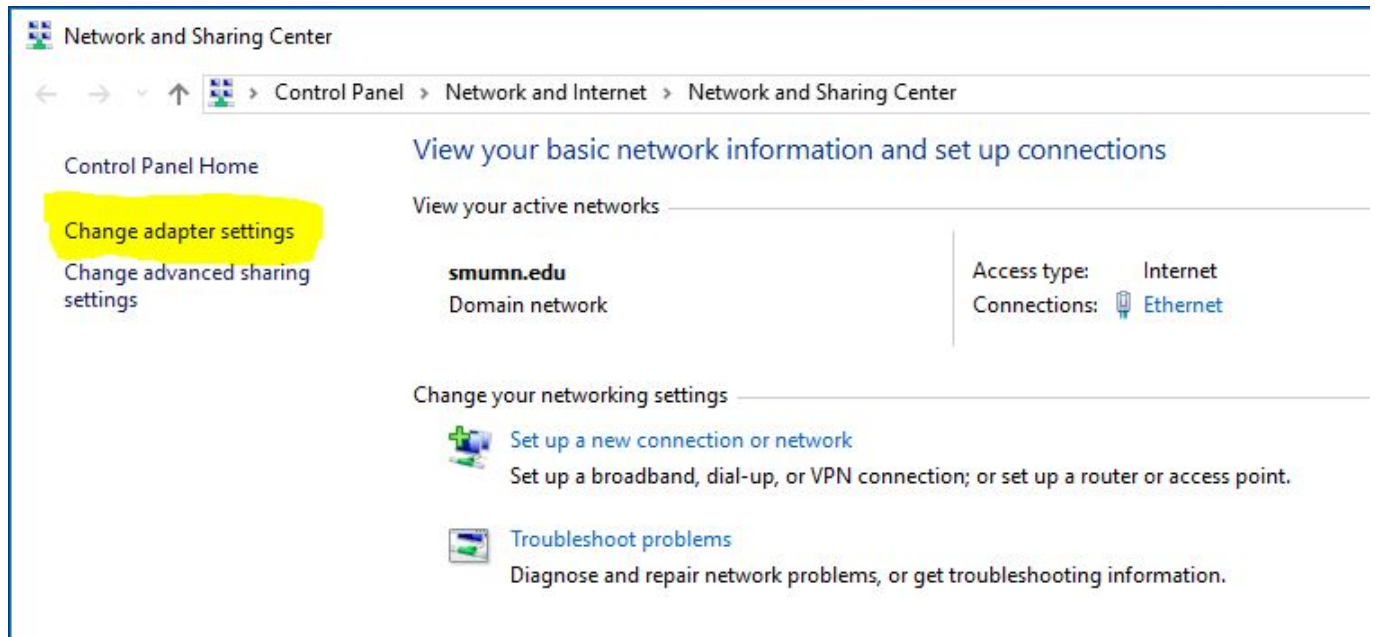 Network and Sharing Center
Control Panel > Network and Internet > Network and Sharing Center
Control Panel Home
Change adapter settings
Change advanced sharing
settings
View your basic network information and set up connections
View your active networks
smumn.edu
Domain network
Access type: Internet
Connections: Ethernet
Change your networking settings
Set up a new connection or network
Set up a broadband, dial-up, or VPN connection; or set up a router or access point.
Troubleshoot problems
Diagnose and repair network problems, or get troubleshooting information.